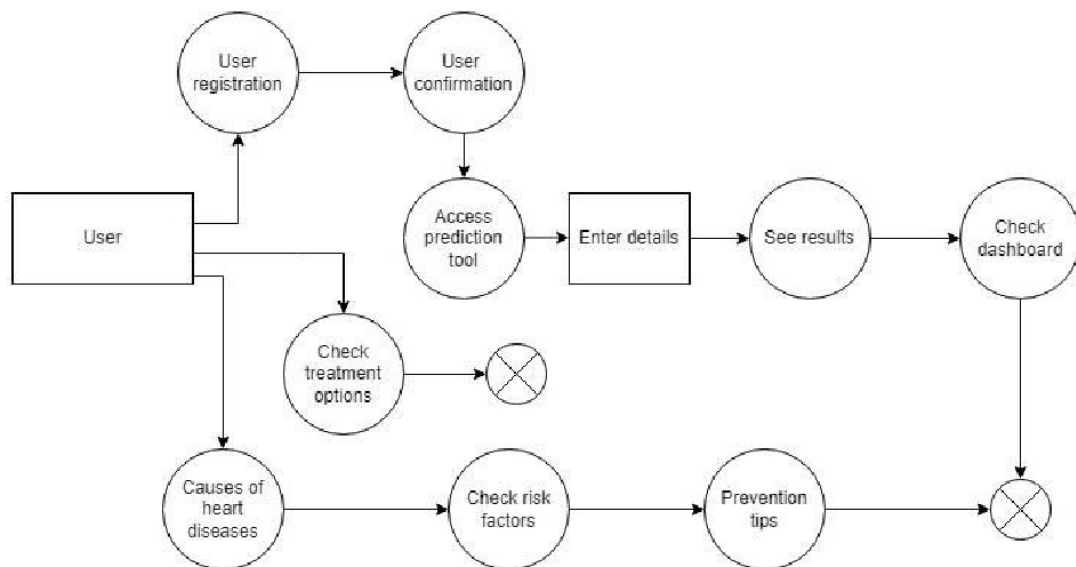 User
registration
User
confirmation
User
Access
prediction
tool
Enter details
See results
Check
dashboard
Check
treatment
options
Causes of
heart
diseases
Check risk
factors
Prevention
tips